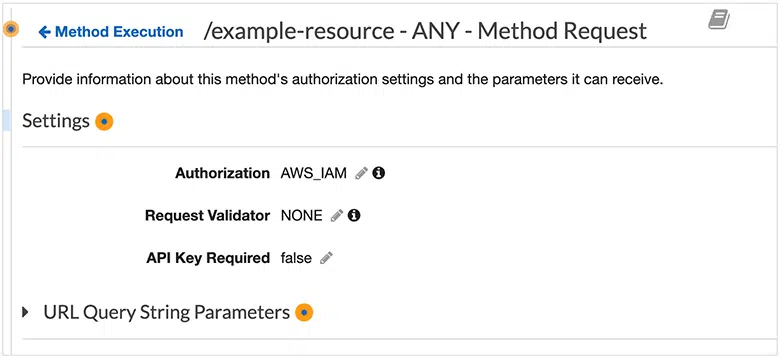 Method Execution /example-resource - ANY - Method Request
Provide information about this method's authorization settings and the parameters it can receive.
Settings
Authorization AWS_IAM
Request Validator NONE
API Key Required false
URL Query String Parameters